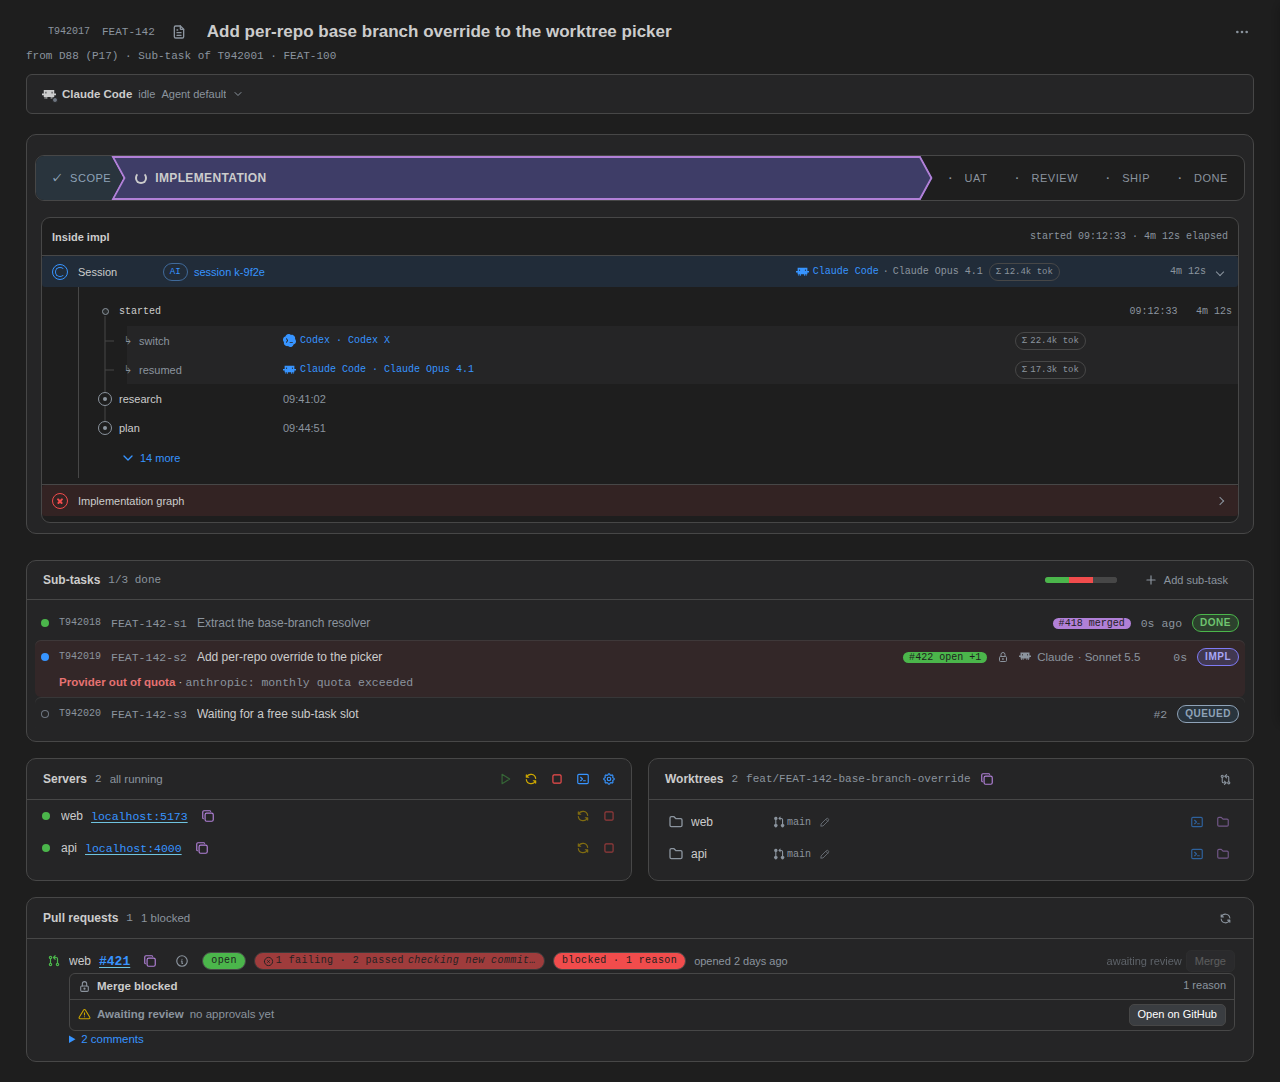 T942017 FEAT-142 Add per-repo base branch override to the worktree picker
from D88 (P17) · Sub-task of T942001 · FEAT-100
Claude Code idle Agent default
SCOPE IMPLEMENTATION · UAT · REVIEW · SHIP · DONE
Inside impl started 09:12:33 · 4m 12s elapsed
Session AI session k-9f2e Claude Code · Claude Opus 4.1 Σ 12.4k tok 4m 12s
started 09:12:33 4m 12s
↳ switch Codex · Codex X Σ 22.4k tok
↳ resumed Claude Code · Claude Opus 4.1 Σ 17.3k tok
research 09:41:02
plan 09:44:51
14 more
Implementation graph
Sub-tasks 1/3 done Add sub-task
T942018 FEAT-142-s1 Extract the base-branch resolver #418 merged 0s ago DONE
T942019 FEAT-142-s2 Add per-repo override to the picker #422 open +1 Claude · Sonnet 5.5 0s IMPL
Provider out of quota · anthropic: monthly quota exceeded
T942020 FEAT-142-s3 Waiting for a free sub-task slot #2 QUEUED
Servers 2 all running
web localhost:5173
api localhost:4000
Worktrees 2 feat/FEAT-142-base-branch-override
web main
api main
Pull requests 1 1 blocked
web #421 open 1 failing · 2 passed checking new commit… blocked · 1 reason opened 2 days ago awaiting review Merge
Merge blocked 1 reason
Awaiting review no approvals yet Open on GitHub
2 comments